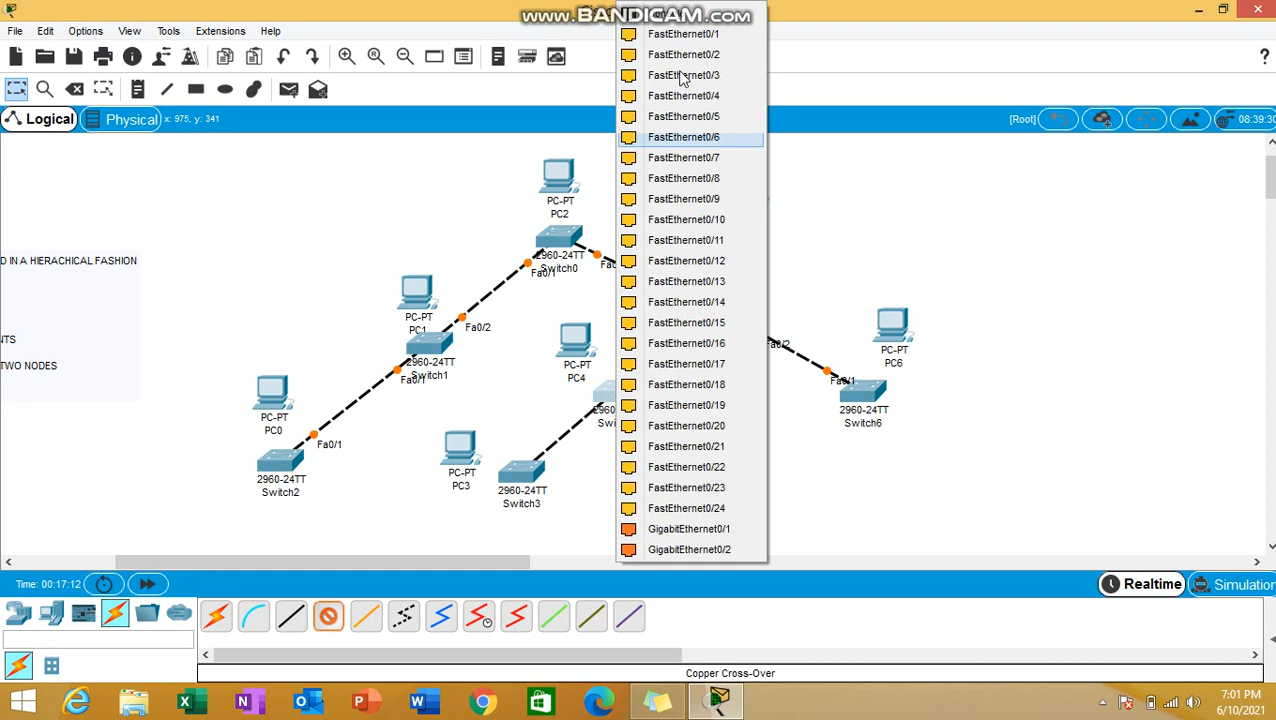 www.BANDICAM.com
File Edit Options View Tools Extensions Help
?
Logical Physical x: 975, y: 341 [Root] 08:39:30
FastEthernet0/1
FastEthernet0/2
FastEthernet0/3
FastEthernet0/4
FastEthernet0/5
FastEthernet0/6
FastEthernet0/7
FastEthernet0/8
FastEthernet0/9
FastEthernet0/10
FastEthernet0/11
FastEthernet0/12
FastEthernet0/13
FastEthernet0/14
FastEthernet0/15
FastEthernet0/16
FastEthernet0/17
FastEthernet0/18
FastEthernet0/19
FastEthernet0/20
FastEthernet0/21
FastEthernet0/22
FastEthernet0/23
FastEthernet0/24
GigabitEthernet0/1
GigabitEthernet0/2
D IN A HIERACHICAL FASHION
NTS
TWO NODES
PC-PT
PC2
2960-24TT
Switch0
Fa0/1
PC-PT
PC1
Fa0/2
2960-24TT
Switch1
Fa0/1
PC-PT
PC0
Fa0/1
2960-24TT
Switch2
PC-PT
PC4
PC-PT
PC3
2960-24TT
Switch3
Fa0/2
PC-PT
PC6
Fa0/1
2960-24TT
Switch6
Time: 00:17:12
Realtime Simulation
Copper Cross-Over
7:01 PM
6/10/2021